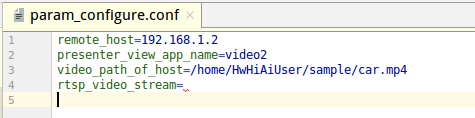 param_configure.conf
1 remote_host=192.168.1.2
2 presenter_view_app_name=video2
3 video_path_of_host=/home/HwHiAiUser/sample/car.mp4
4 rtsp_video_stream=
5